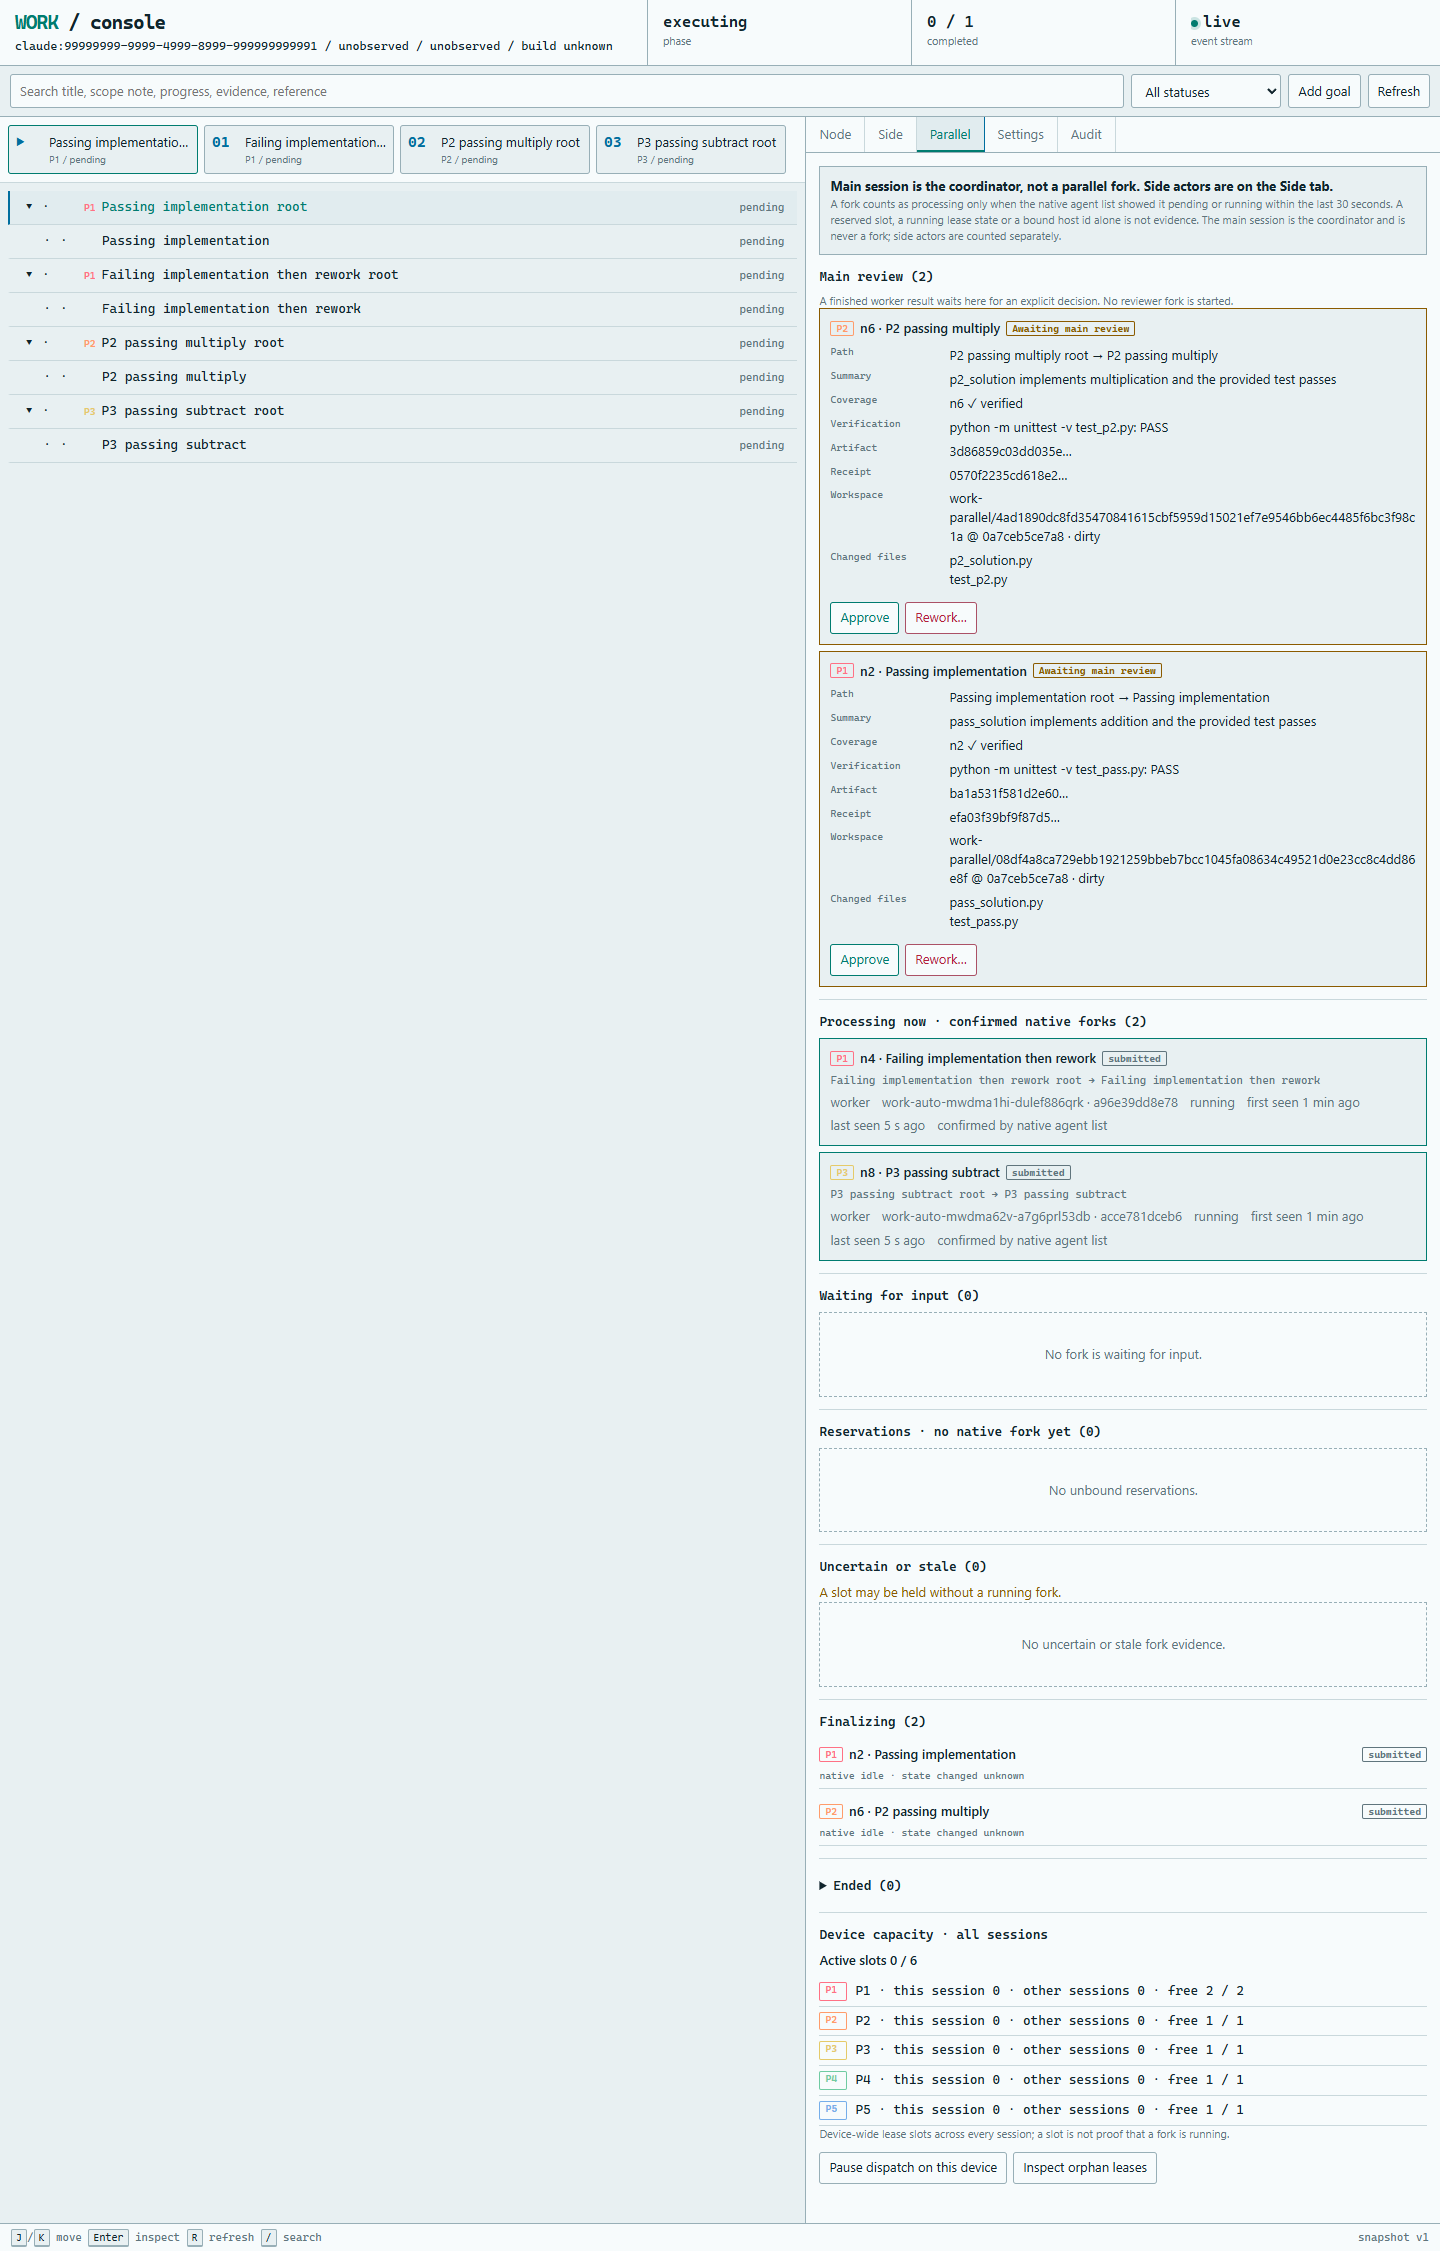 WORK / console
claude:99999999-9999-4999-8999-999999999991 / unobserved / unobserved / build unknown
executing
phase
0 / 1
completed
live
event stream
Search title, scope note, progress, evidence, reference
All statuses
Add goal
Refresh
▶ Passing implementatio...
P1 / pending
01 Failing implementation...
P1 / pending
02 P2 passing multiply root
P2 / pending
03 P3 passing subtract root
P3 / pending
▼ · P1 Passing implementation root pending
· · Passing implementation pending
▼ · P1 Failing implementation then rework root pending
· · Failing implementation then rework pending
▼ · P2 P2 passing multiply root pending
· · P2 passing multiply pending
▼ · P3 P3 passing subtract root pending
· · P3 passing subtract pending
Node
Side
Parallel
Settings
Audit
Main session is the coordinator, not a parallel fork. Side actors are on the Side tab.
A fork counts as processing only when the native agent list showed it pending or running within the last 30 seconds. A
reserved slot, a running lease state or a bound host id alone is not evidence. The main session is the coordinator and is
never a fork; side actors are counted separately.
Main review (2)
A finished worker result waits here for an explicit decision. No reviewer fork is started.
P2 n6 · P2 passing multiply Awaiting main review
Path P2 passing multiply root → P2 passing multiply
Summary p2_solution implements multiplication and the provided test passes
Coverage n6 ✓ verified
Verification python -m unittest -v test_p2.py: PASS
Artifact 3d86859c03dd035e…
Receipt 0570f2235cd618e2…
Workspace work-
parallel/4ad1890dc8fd35470841615cbf5959d15021ef7e9546bb6ec4485f6bc3f98c
1a @ 0a7ceb5ce7a8 · dirty
Changed files p2_solution.py
test_p2.py
Approve
Rework…
P1 n2 · Passing implementation Awaiting main review
Path Passing implementation root → Passing implementation
Summary pass_solution implements addition and the provided test passes
Coverage n2 ✓ verified
Verification python -m unittest -v test_pass.py: PASS
Artifact ba1a531f581d2e60…
Receipt efa03f39bf9f87d5…
Workspace work-
parallel/08df4a8ca729ebb1921259bbeb7bcc1045fa08634c49521d0e23cc8c4dd86
e8f @ 0a7ceb5ce7a8 · dirty
Changed files pass_solution.py
test_pass.py
Approve
Rework…
Processing now · confirmed native forks (2)
P1 n4 · Failing implementation then rework submitted
Failing implementation then rework root → Failing implementation then rework
worker work-auto-mwdma1hi-dulef886qrk · a96e39dd8e78 running first seen 1 min ago
last seen 5 s ago confirmed by native agent list
P3 n8 · P3 passing subtract submitted
P3 passing subtract root → P3 passing subtract
worker work-auto-mwdma62v-a7g6prl53db · acce781dceb6 running first seen 1 min ago
last seen 5 s ago confirmed by native agent list
Waiting for input (0)
No fork is waiting for input.
Reservations · no native fork yet (0)
No unbound reservations.
Uncertain or stale (0)
A slot may be held without a running fork.
No uncertain or stale fork evidence.
Finalizing (2)
P1 n2 · Passing implementation submitted
native idle · state changed unknown
P2 n6 · P2 passing multiply submitted
native idle · state changed unknown
▶ Ended (0)
Device capacity · all sessions
Active slots 0 / 6
P1 P1 · this session 0 · other sessions 0 · free 2 / 2
P2 P2 · this session 0 · other sessions 0 · free 1 / 1
P3 P3 · this session 0 · other sessions 0 · free 1 / 1
P4 P4 · this session 0 · other sessions 0 · free 1 / 1
P5 P5 · this session 0 · other sessions 0 · free 1 / 1
Device-wide lease slots across every session; a slot is not proof that a fork is running.
Pause dispatch on this device
Inspect orphan leases
J/K move Enter inspect R refresh / search
snapshot v1